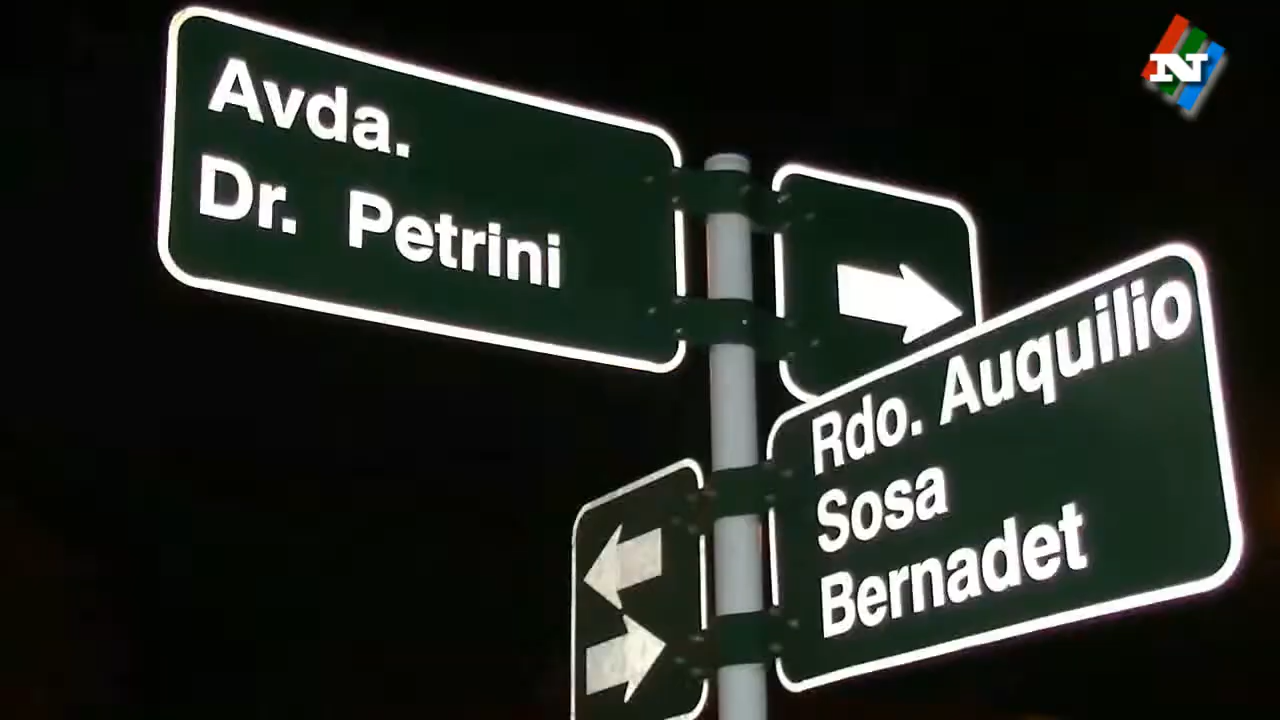 Avda.
Dr. Petrini
Rdo. Auquilio
Sosa
Bernadet
N